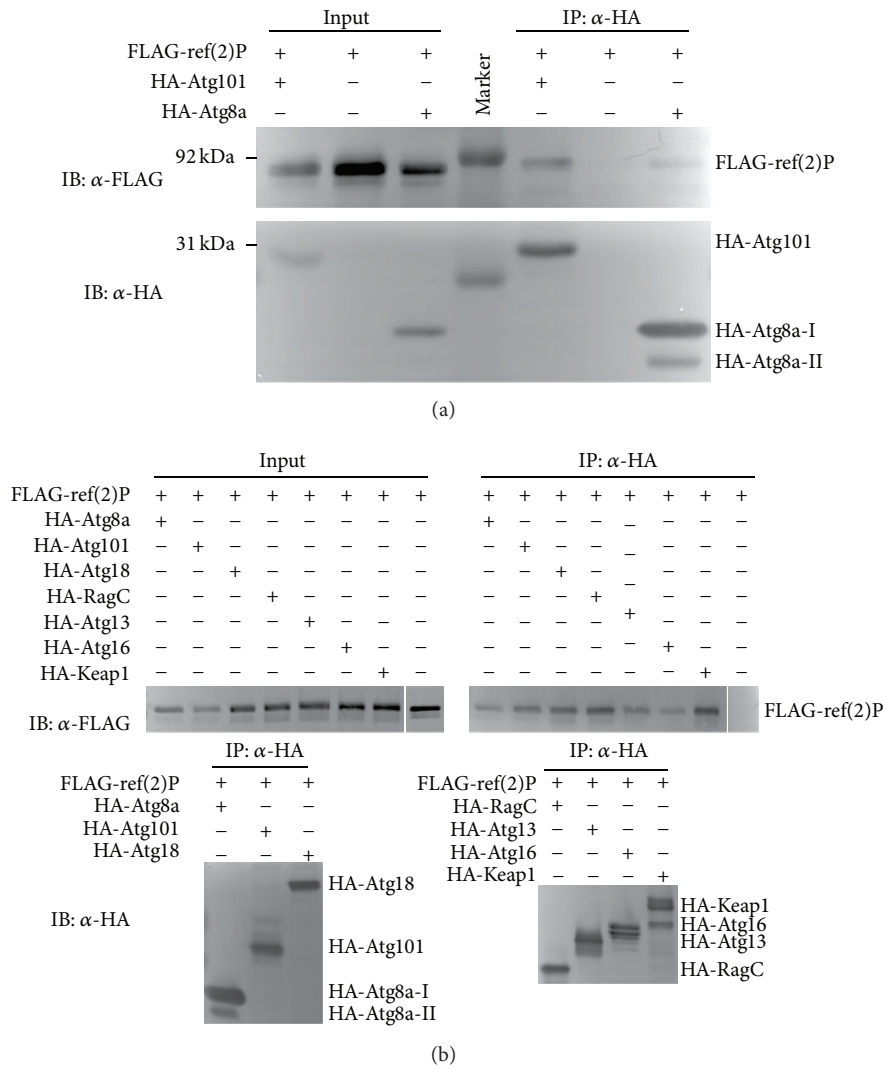 Input IP: α-HA
FLAG-ref(2)P + + + + + +
HA-Atg101 + − − + − −
HA-Atg8a − − + − − +
Marker
92 kDa
IB: α-FLAG
FLAG-ref(2)P
31 kDa
IB: α-HA
HA-Atg101
HA-Atg8a-I
HA-Atg8a-II
(a)
Input IP: α-HA
FLAG-ref(2)P + + + + + + + + + + + + + + + +
HA-Atg8a + − − − − − − − + − − − − − − −
HA-Atg101 − + − − − − − − − + − − − − − −
HA-Atg18 − − + − − − − − − − + − − − − −
HA-RagC − − − + − − − − − − − + − − − −
HA-Atg13 − − − − + − − − − − − − + − − −
HA-Atg16 − − − − − + − − − − − − − + − −
HA-Keap1 − − − − − − + − − − − − − + −
IB: α-FLAG
FLAG-ref(2)P
IP: α-HA
FLAG-ref(2)P + + +
HA-Atg8a + − −
HA-Atg101 − + −
HA-Atg18 − − +
IB: α-HA
HA-Atg18
HA-Atg101
HA-Atg8a-I
HA-Atg8a-II
IP: α-HA
FLAG-ref(2)P + + + +
HA-RagC + − − −
HA-Atg13 − + − −
HA-Atg16 − − + −
HA-Keap1 − − − +
HA-Keap1
HA-Atg16
HA-Atg13
HA-RagC
(b)